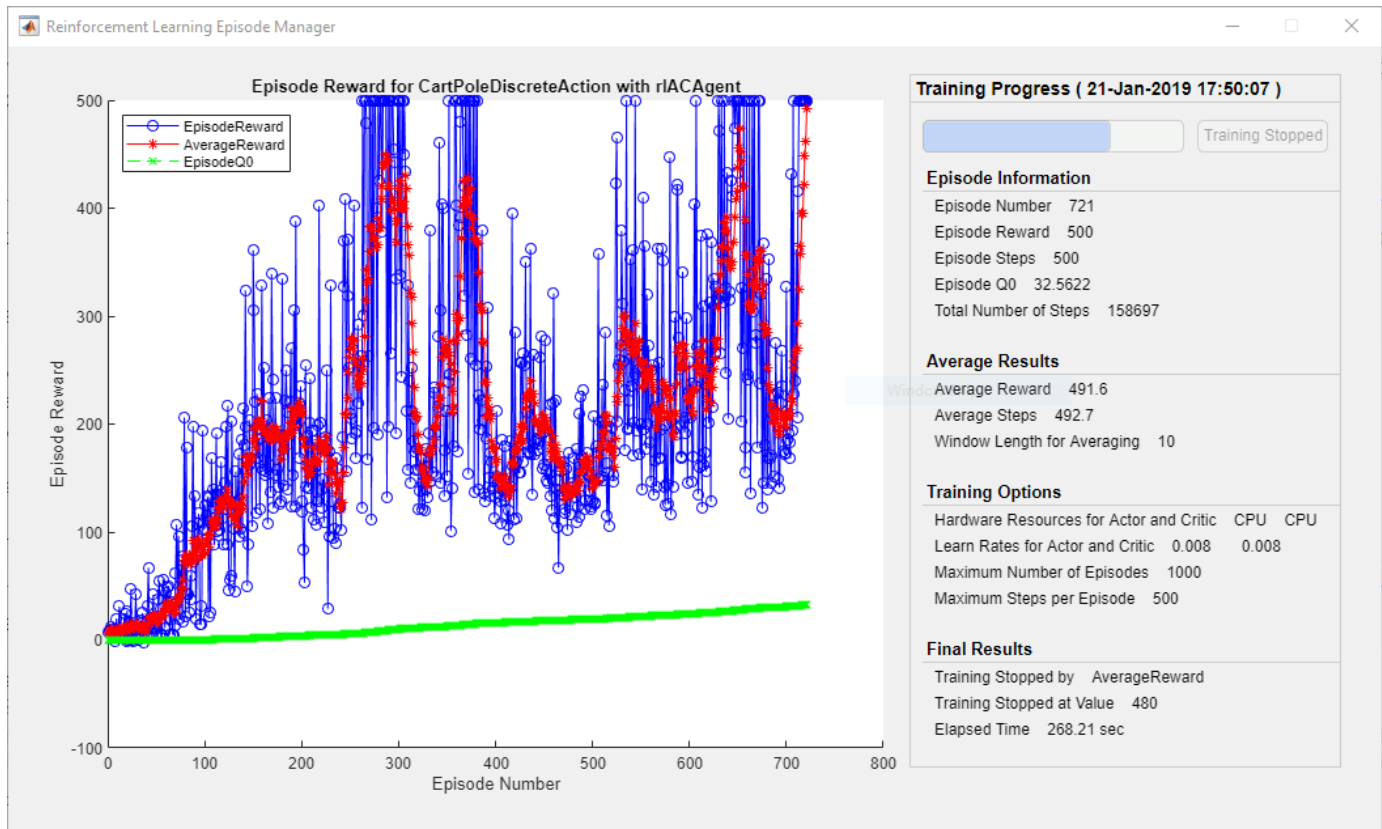 Reinforcement Learning Episode Manager
Episode Reward for CartPoleDiscreteAction with rlACAgent
500
400
300
200
100
0
-100
Episode Reward
EpisodeReward
AverageReward
EpisodeQ0
0 100 200 300 400 500 600 700 800
Episode Number
Training Progress ( 21-Jan-2019 17:50:07 )
Training Stopped
Episode Information
Episode Number 721
Episode Reward 500
Episode Steps 500
Episode Q0 32.5622
Total Number of Steps 158697
Average Results
Average Reward 491.6
Average Steps 492.7
Window Length for Averaging 10
Training Options
Hardware Resources for Actor and Critic CPU CPU
Learn Rates for Actor and Critic 0.008 0.008
Maximum Number of Episodes 1000
Maximum Steps per Episode 500
Final Results
Training Stopped by AverageReward
Training Stopped at Value 480
Elapsed Time 268.21 sec